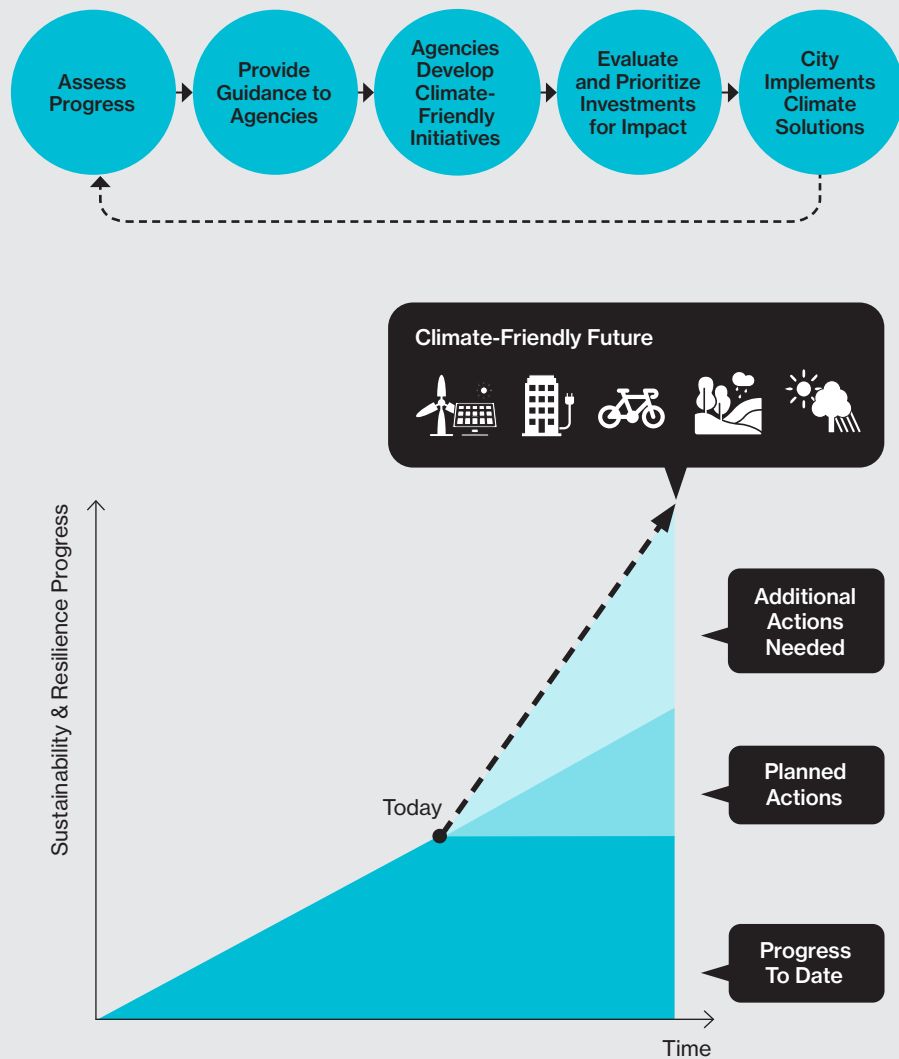 Assess
Progress
Provide
Guidance to
Agencies
Agencies
Develop
Climate-
Friendly
Initiatives
Evaluate
and Prioritize
Investments
for Impact
City
Implements
Climate
Solutions
Climate-Friendly Future
Sustainability & Resilience Progress
Additional
Actions
Needed
Today
Planned
Actions
Progress
To Date
Time